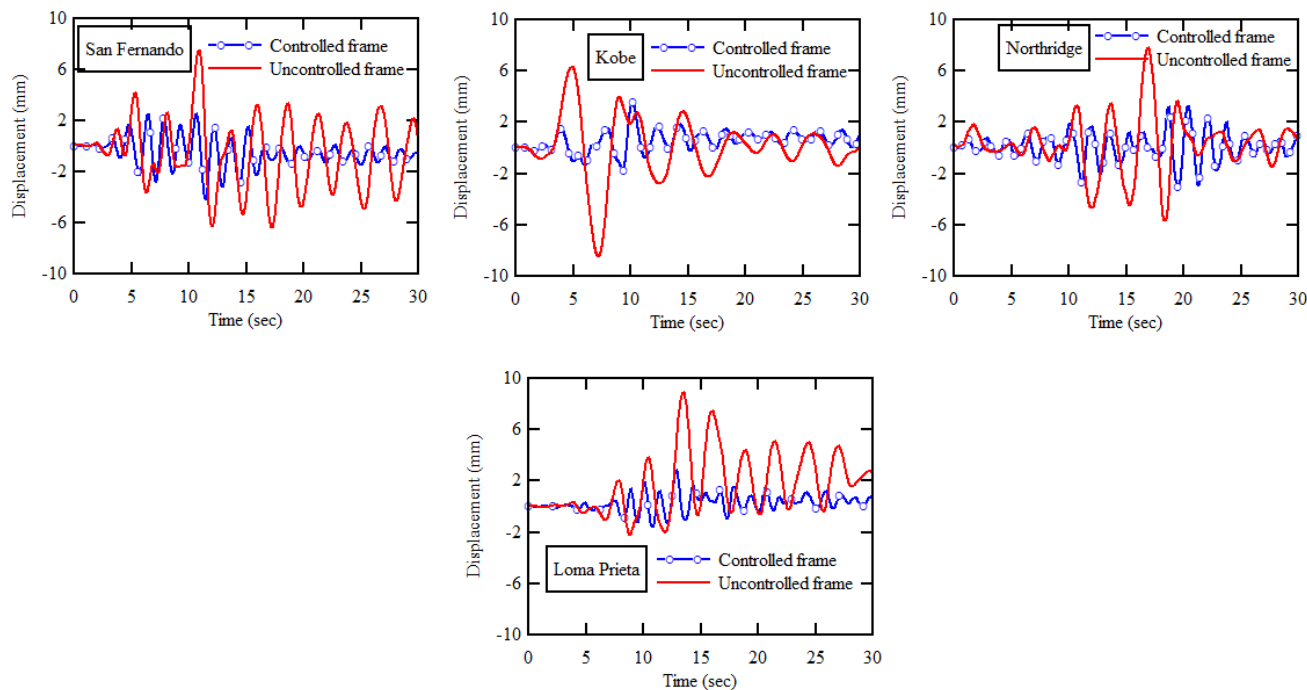 10
6
2
-2
-6
-10
Displacement (mm)
San Fernando
Controlled frame
Uncontrolled frame
0 5 10 15 20 25 30
Time (sec)
10
6
2
-2
-6
-10
Displacement (mm)
Kobe
Controlled frame
Uncontrolled frame
0 5 10 15 20 25 30
Time (sec)
10
6
2
-2
-6
-10
Displacement (mm)
Northridge
Controlled frame
Uncontrolled frame
0 5 10 15 20 25 30
Time (sec)
10
6
2
-2
-6
-10
Displacement (mm)
Loma Prieta
Controlled frame
Uncontrolled frame
0 5 10 15 20 25 30
Time (sec)